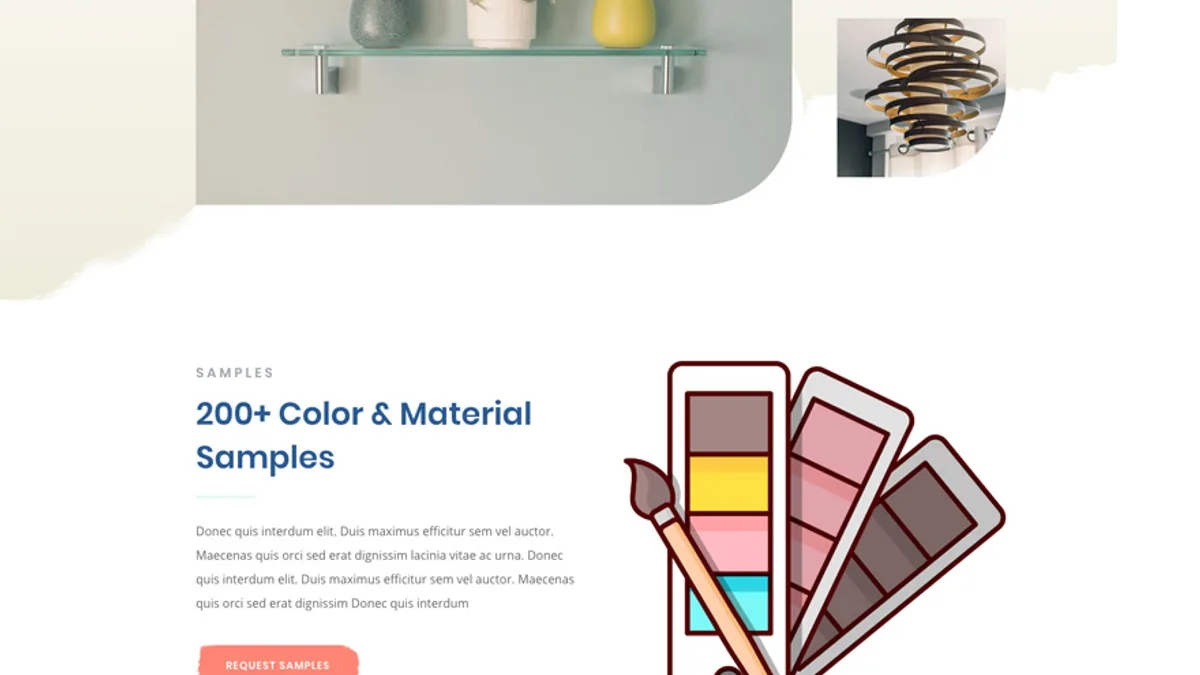 SAMPLES
200+ Color & Material
Samples
Donec quis interdum elit. Duis maximus efficitur sem vel auctor.
Maecenas quis orci sed erat dignissim lacinia vitae ac urna. Donec
quis interdum elit. Duis maximus efficitur sem vel auctor. Maecenas
quis orci sed erat dignissim Donec quis interdum
REQUEST SAMPLES